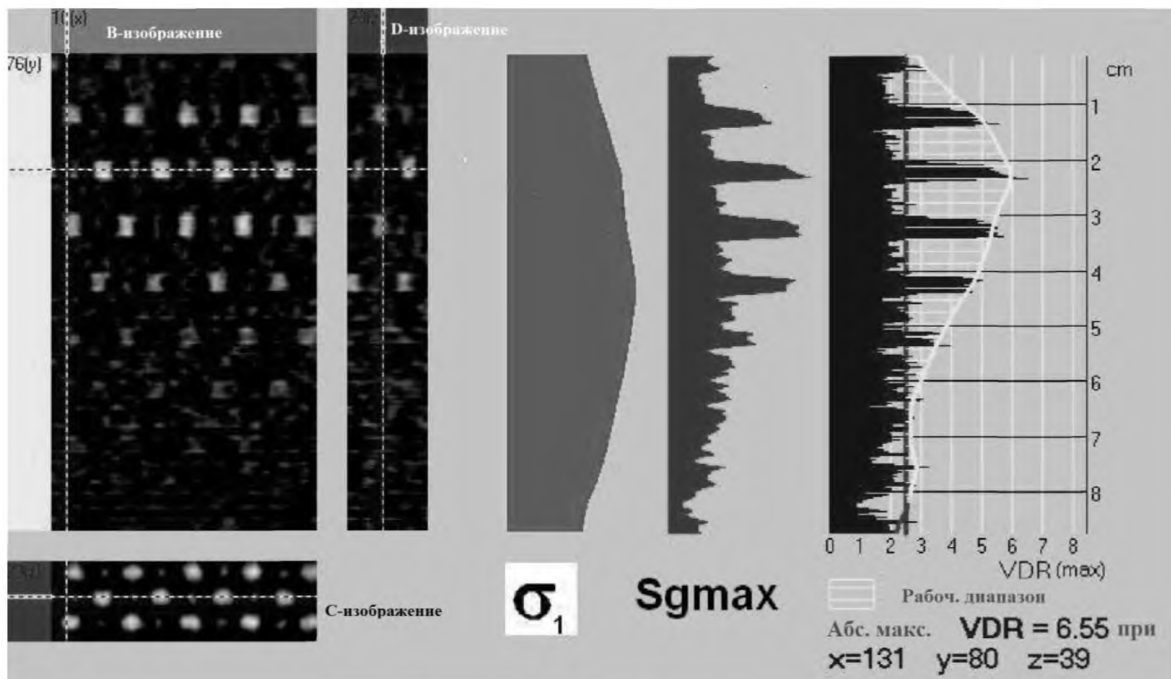 10(x)
B-изображение
D-изображение
76(y)
cm
1
2
3
4
5
6
7
8
0 1 2 3 4 5 6 7 8
VDR (max)
C-изображение
σ1
Sgmax
Рабоч. диапазон
Абс. макс. VDR = 6.55 при
x=131 y=80 z=39